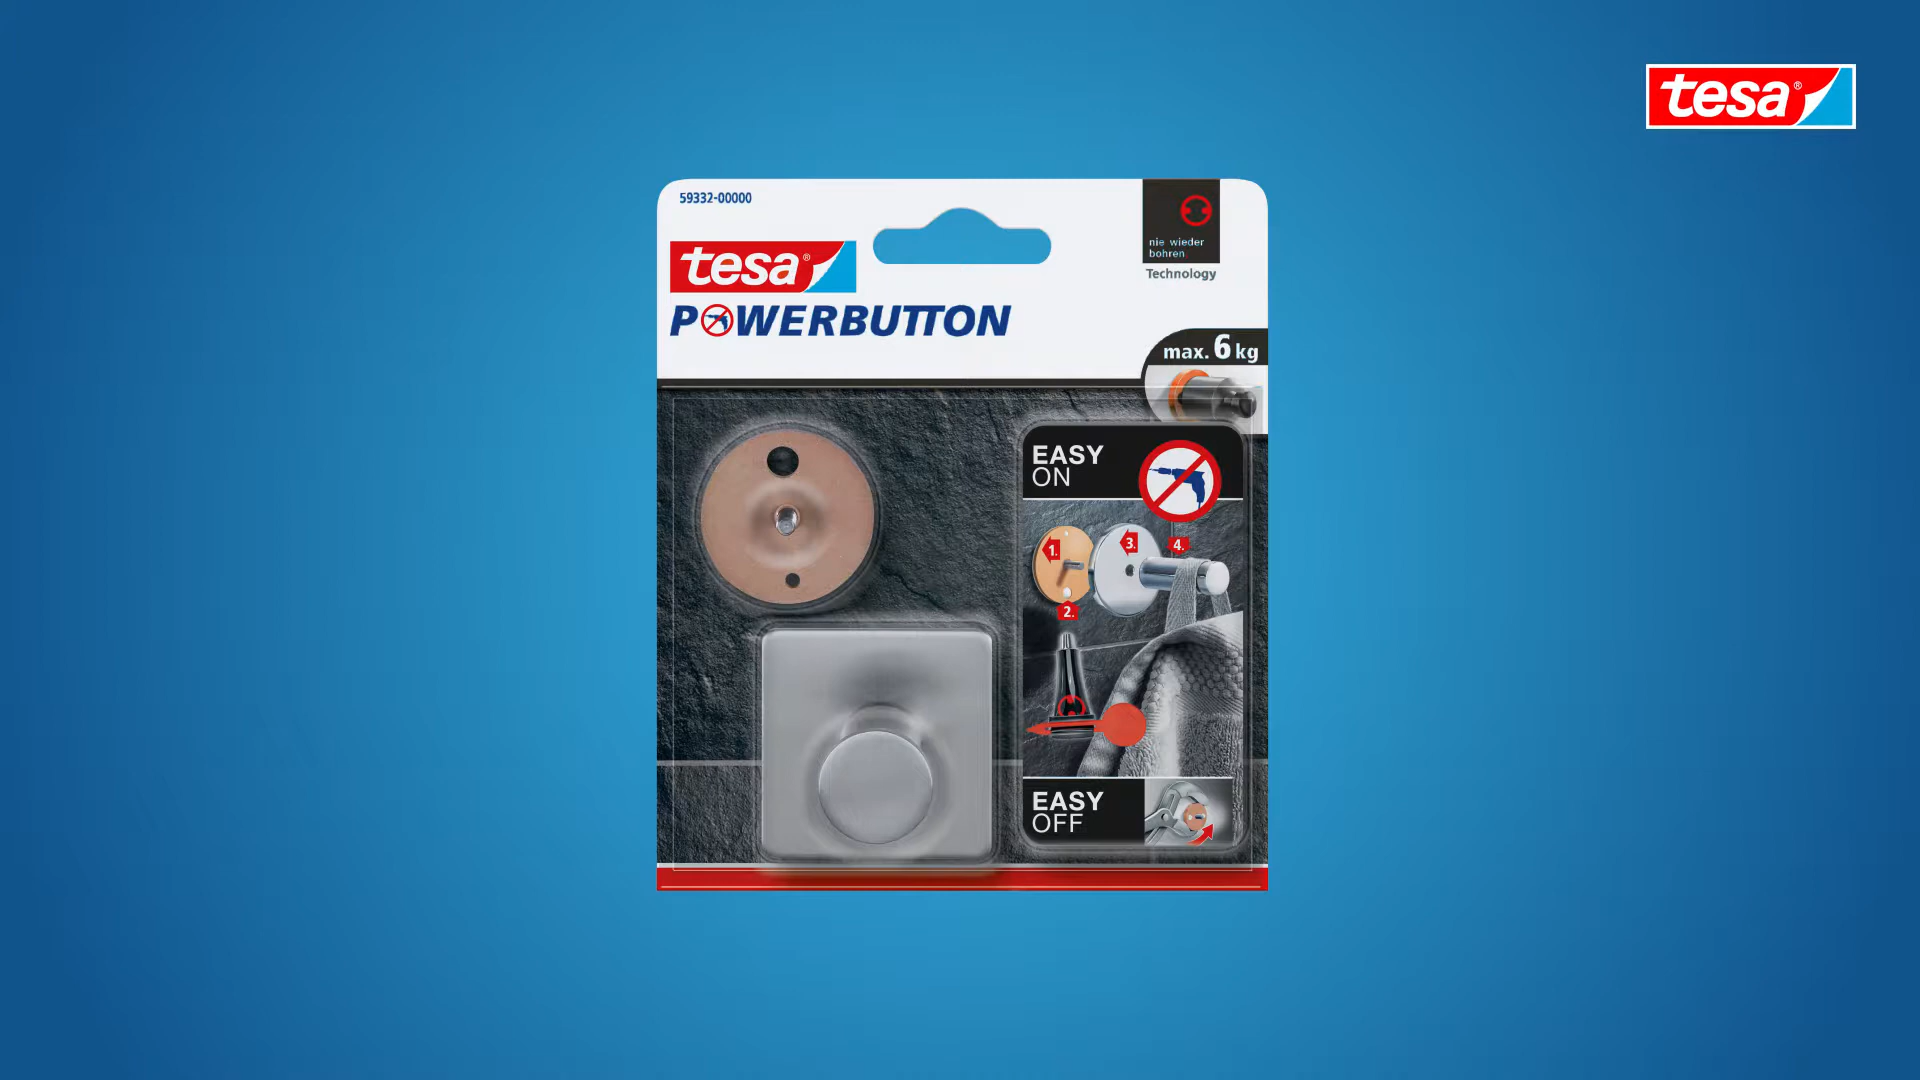 tesa®
59332-00000
nie wieder
bohren
Technology
tesa®
POWERBUTTON
max. 6 kg
EASY
ON
1.
3.
4.
2.
EASY
OFF